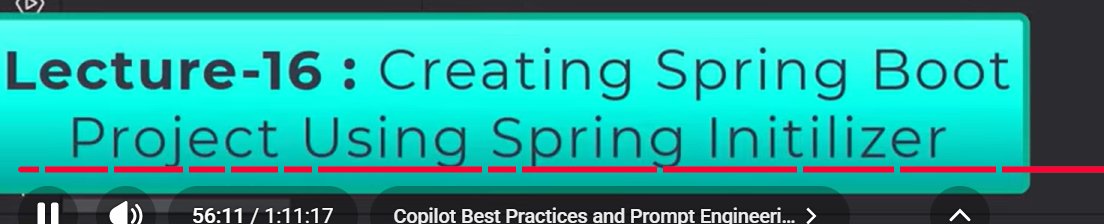 Lecture-16 : Creating Spring Boot
Project Using Spring Initilizer
56:11 / 1:11:17
Copilot Best Practices and Prompt Engineeri...